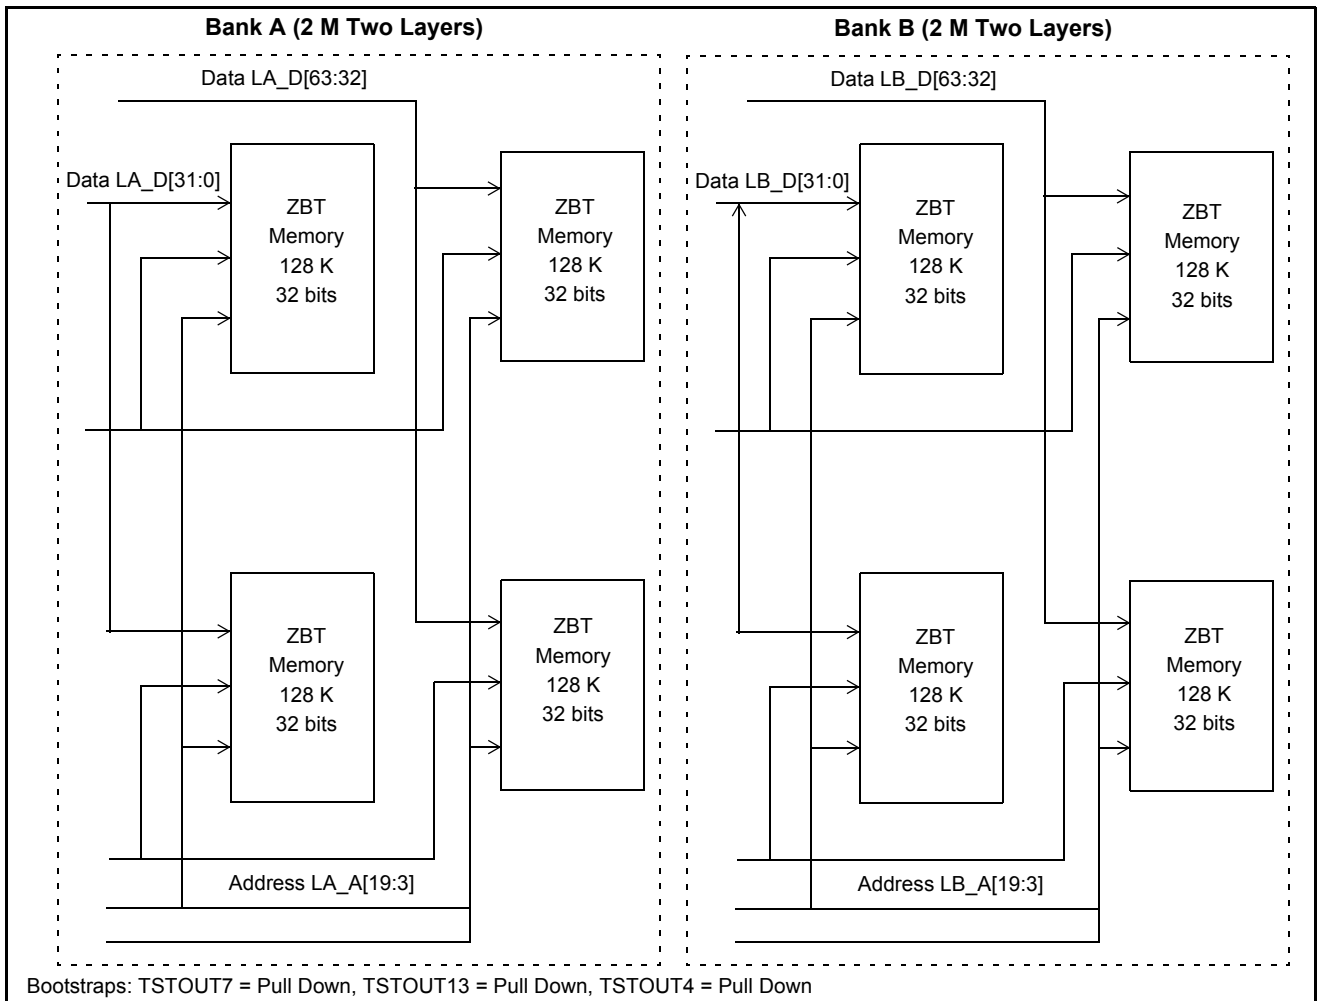 Bank A (2 M Two Layers)
Data LA_D[63:32]
Data LA_D[31:0]
ZBT
Memory
128 K
32 bits
ZBT
Memory
128 K
32 bits
ZBT
Memory
128 K
32 bits
ZBT
Memory
128 K
32 bits
Address LA_A[19:3]
Bank B (2 M Two Layers)
Data LB_D[63:32]
Data LB_D[31:0]
ZBT
Memory
128 K
32 bits
ZBT
Memory
128 K
32 bits
ZBT
Memory
128 K
32 bits
ZBT
Memory
128 K
32 bits
Address LB_A[19:3]
Bootstraps: TSTOUT7 = Pull Down, TSTOUT13 = Pull Down, TSTOUT4 = Pull Down